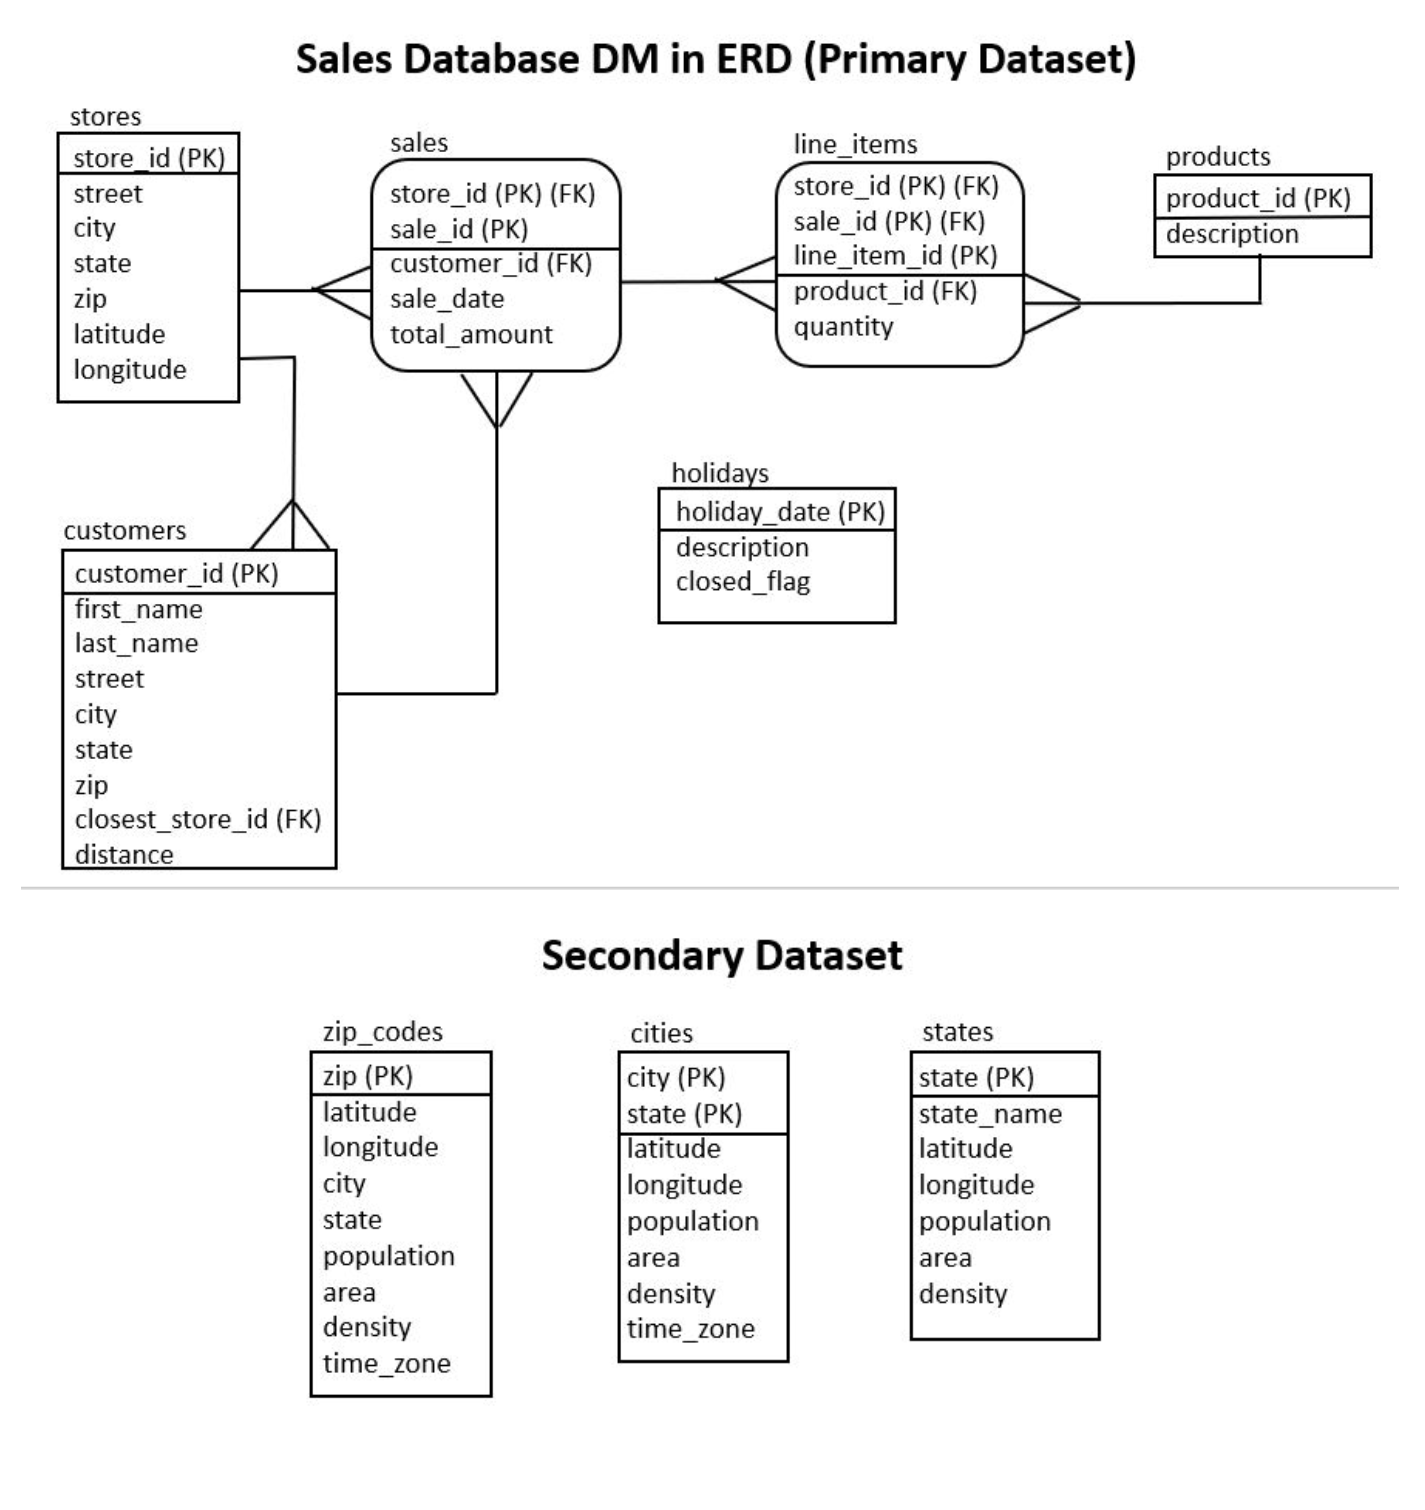 Sales Database DM in ERD (Primary Dataset)
stores
store_id (PK)
street
city
state
zip
latitude
longitude
sales
store_id (PK) (FK)
sale_id (PK)
customer_id (FK)
sale_date
total_amount
line_items
store_id (PK) (FK)
sale_id (PK) (FK)
line_item_id (PK)
product_id (FK)
quantity
products
product_id (PK)
description
holidays
holiday_date (PK)
description
closed_flag
customers
customer_id (PK)
first_name
last_name
street
city
state
zip
closest_store_id (FK)
distance
Secondary Dataset
zip_codes
zip (PK)
latitude
longitude
city
state
population
area
density
time_zone
cities
city (PK)
state (PK)
latitude
longitude
population
area
density
time_zone
states
state (PK)
state_name
latitude
longitude
population
area
density